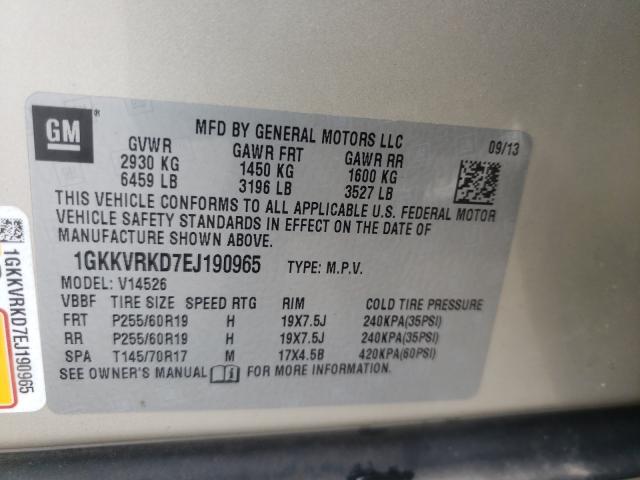 GM
®
MFD BY GENERAL MOTORS LLC
09/13
GVWR GAWR FRT GAWR RR
2930 KG 1450 KG 1600 KG
6459 LB 3196 LB 3527 LB
THIS VEHICLE CONFORMS TO ALL APPLICABLE U.S. FEDERAL MOTOR
VEHICLE SAFETY STANDARDS IN EFFECT ON THE DATE OF
MANUFACTURE SHOWN ABOVE.
1GKKVRKD7EJ190965 TYPE: M.P.V.
MODEL: V14526
VBBF TIRE SIZE SPEED RTG RIM COLD TIRE PRESSURE
FRT P255/60R19 H 19X7.5J 240KPA(35PSI)
RR P255/60R19 H 19X7.5J 240KPA(35PSI)
SPA T145/70R17 M 17X4.5B 420KPA(60PSI)
SEE OWNER'S MANUAL FOR MORE INFORMATION.
1GKKVRKD7EJ190965